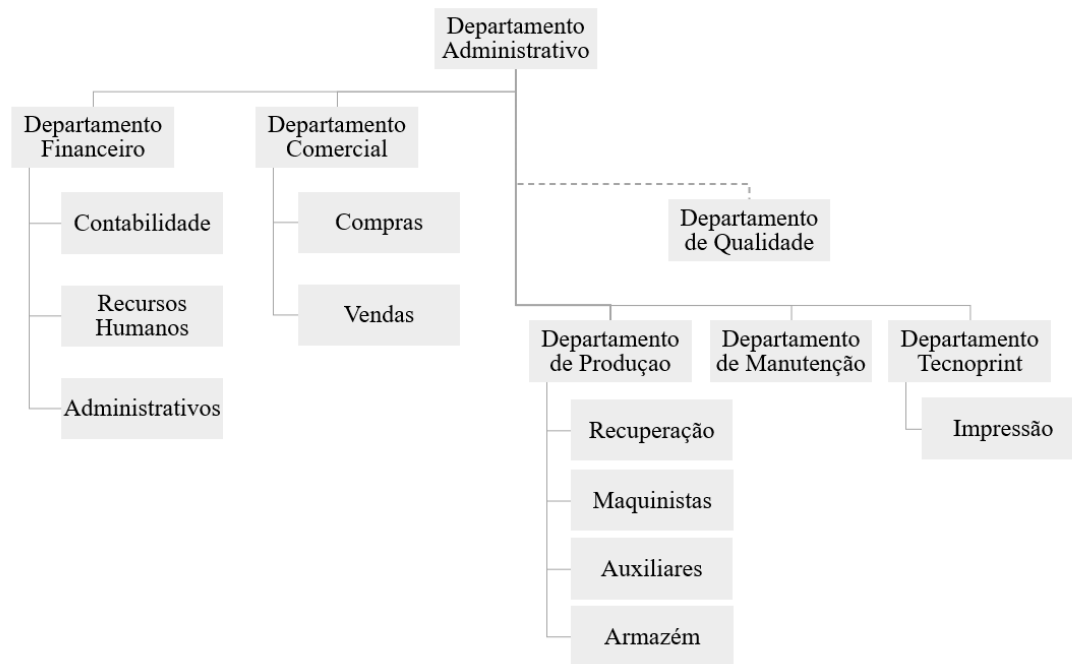 Departamento
Administrativo
Departamento
Financeiro
Departamento
Comercial
Contabilidade
Compras
Departamento
de Qualidade
Recursos
Humanos
Vendas
Administrativos
Departamento
de Produçao
Departamento
de Manutenção
Departamento
Tecnoprint
Recuperação
Impressão
Maquinistas
Auxiliares
Armazém